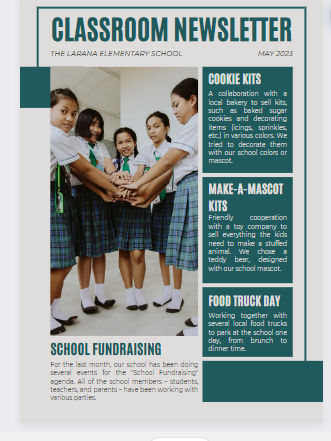 CLASSROOM NEWSLETTER
THE LARANA ELEMENTARY SCHOOL
MAY 2023
COOKIE KITS
A collaboration with a
local bakery to sell kits,
such as baked sugar
cookies and decorating
items (icings, sprinkles,
etc.) in various colors. We
tried to decorate them
with our school colors or
mascot.
MAKE-A-MASCOT
KITS
Friendly cooperation
with a toy company to
sell everything the kids
need to make a stuffed
animal. We chose a
teddy bear, designed
with our school mascot.
FOOD TRUCK DAY
Working together with
several local food trucks
to park at the school one
day, from brunch to
dinner time.
SCHOOL FUNDRAISING
For the last month, our school has been doing
several events for the "School Fundraising"
agenda. All of the school members – students,
teachers, and parents – have been working with
various parties.